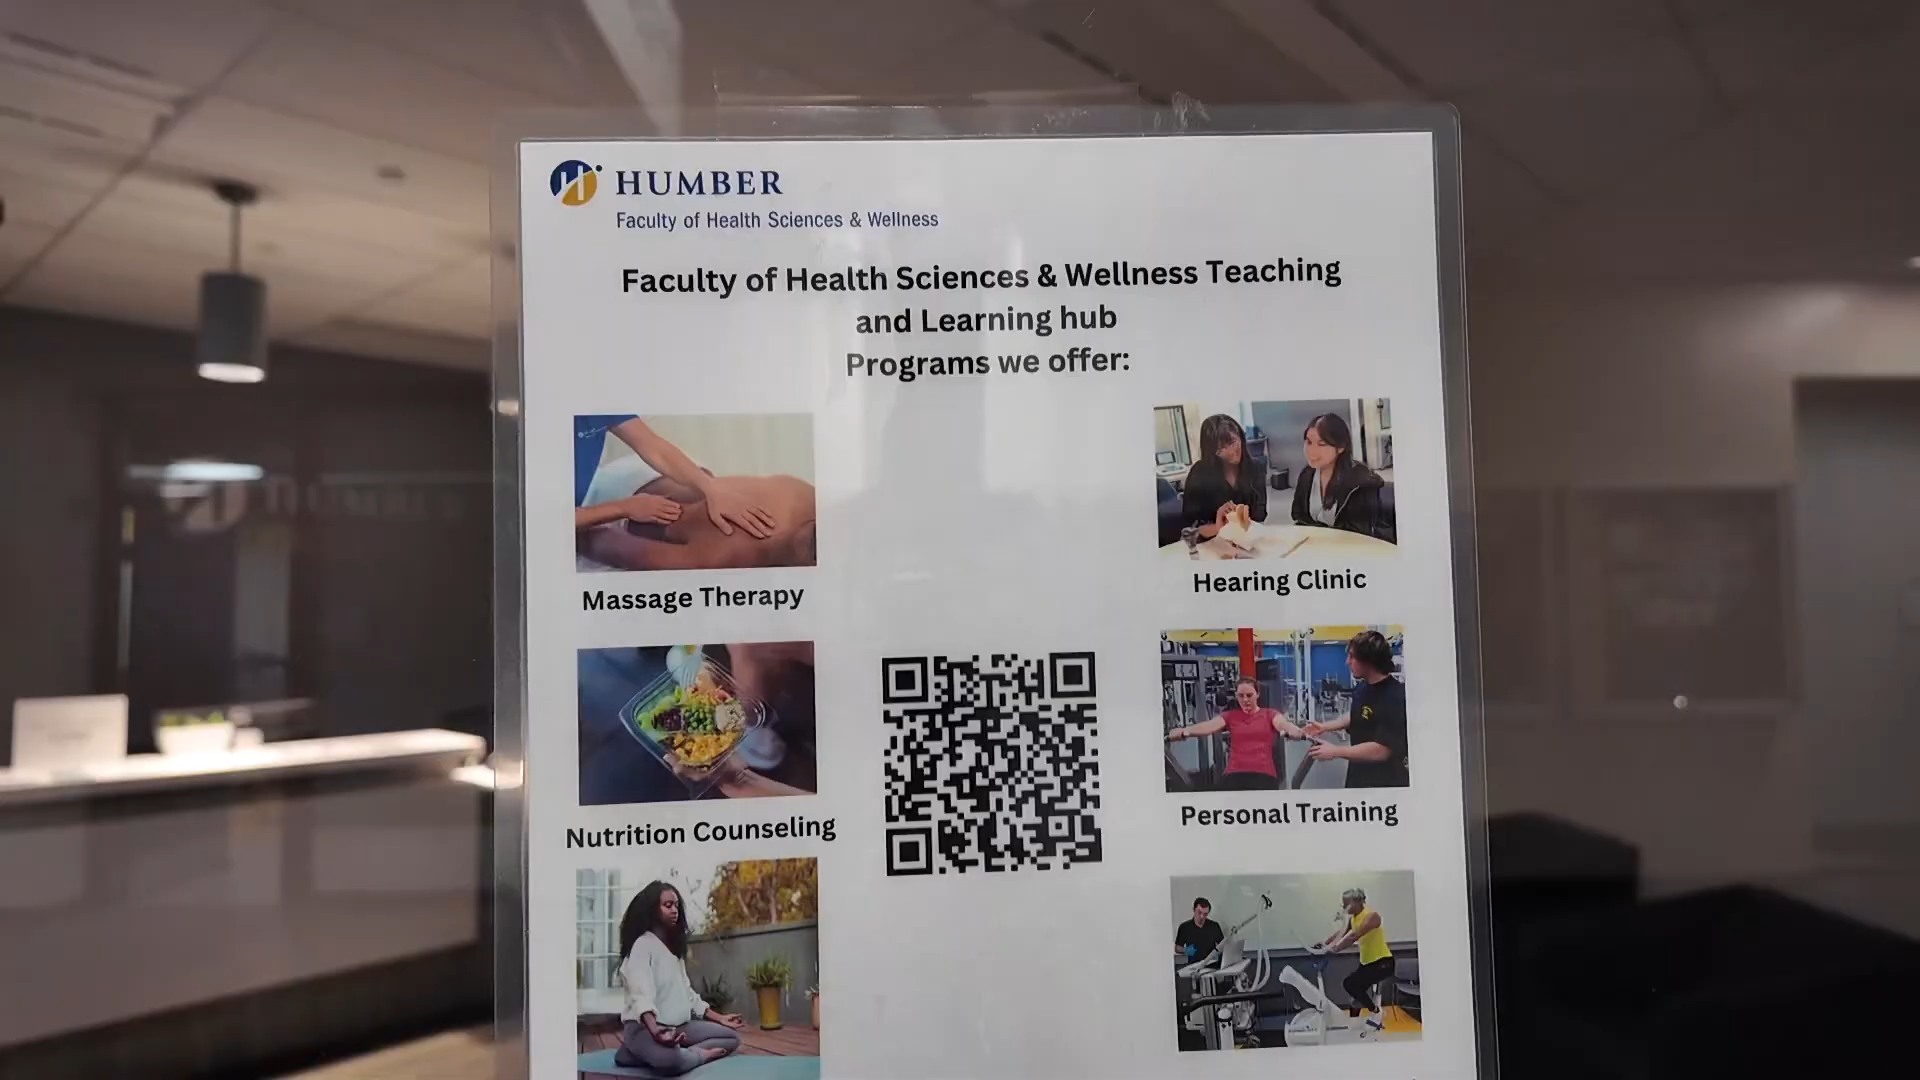 HUMBER
Faculty of Health Sciences & Wellness
Faculty of Health Sciences & Wellness Teaching
and Learning hub
Programs we offer:
Massage Therapy
Hearing Clinic
Nutrition Counseling
Personal Training